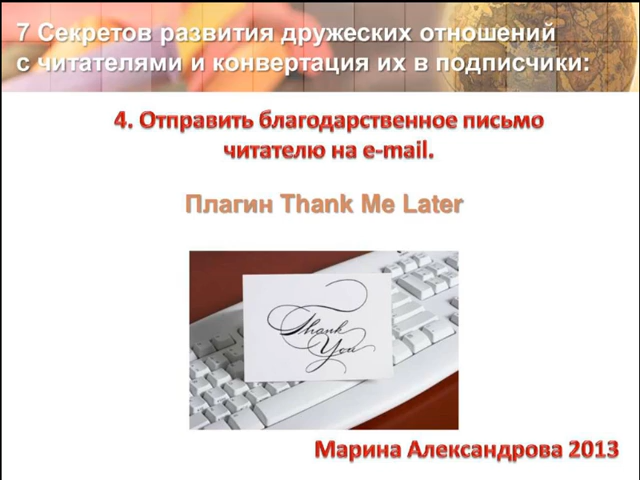 7 Секретов развития дружеских отношений
с читателями и конвертация их в подписчики:
4. Отправить благодарственное письмо
читателю на e-mail.
Плагин Thank Me Later
Thank
You
Марина Александрова 2013